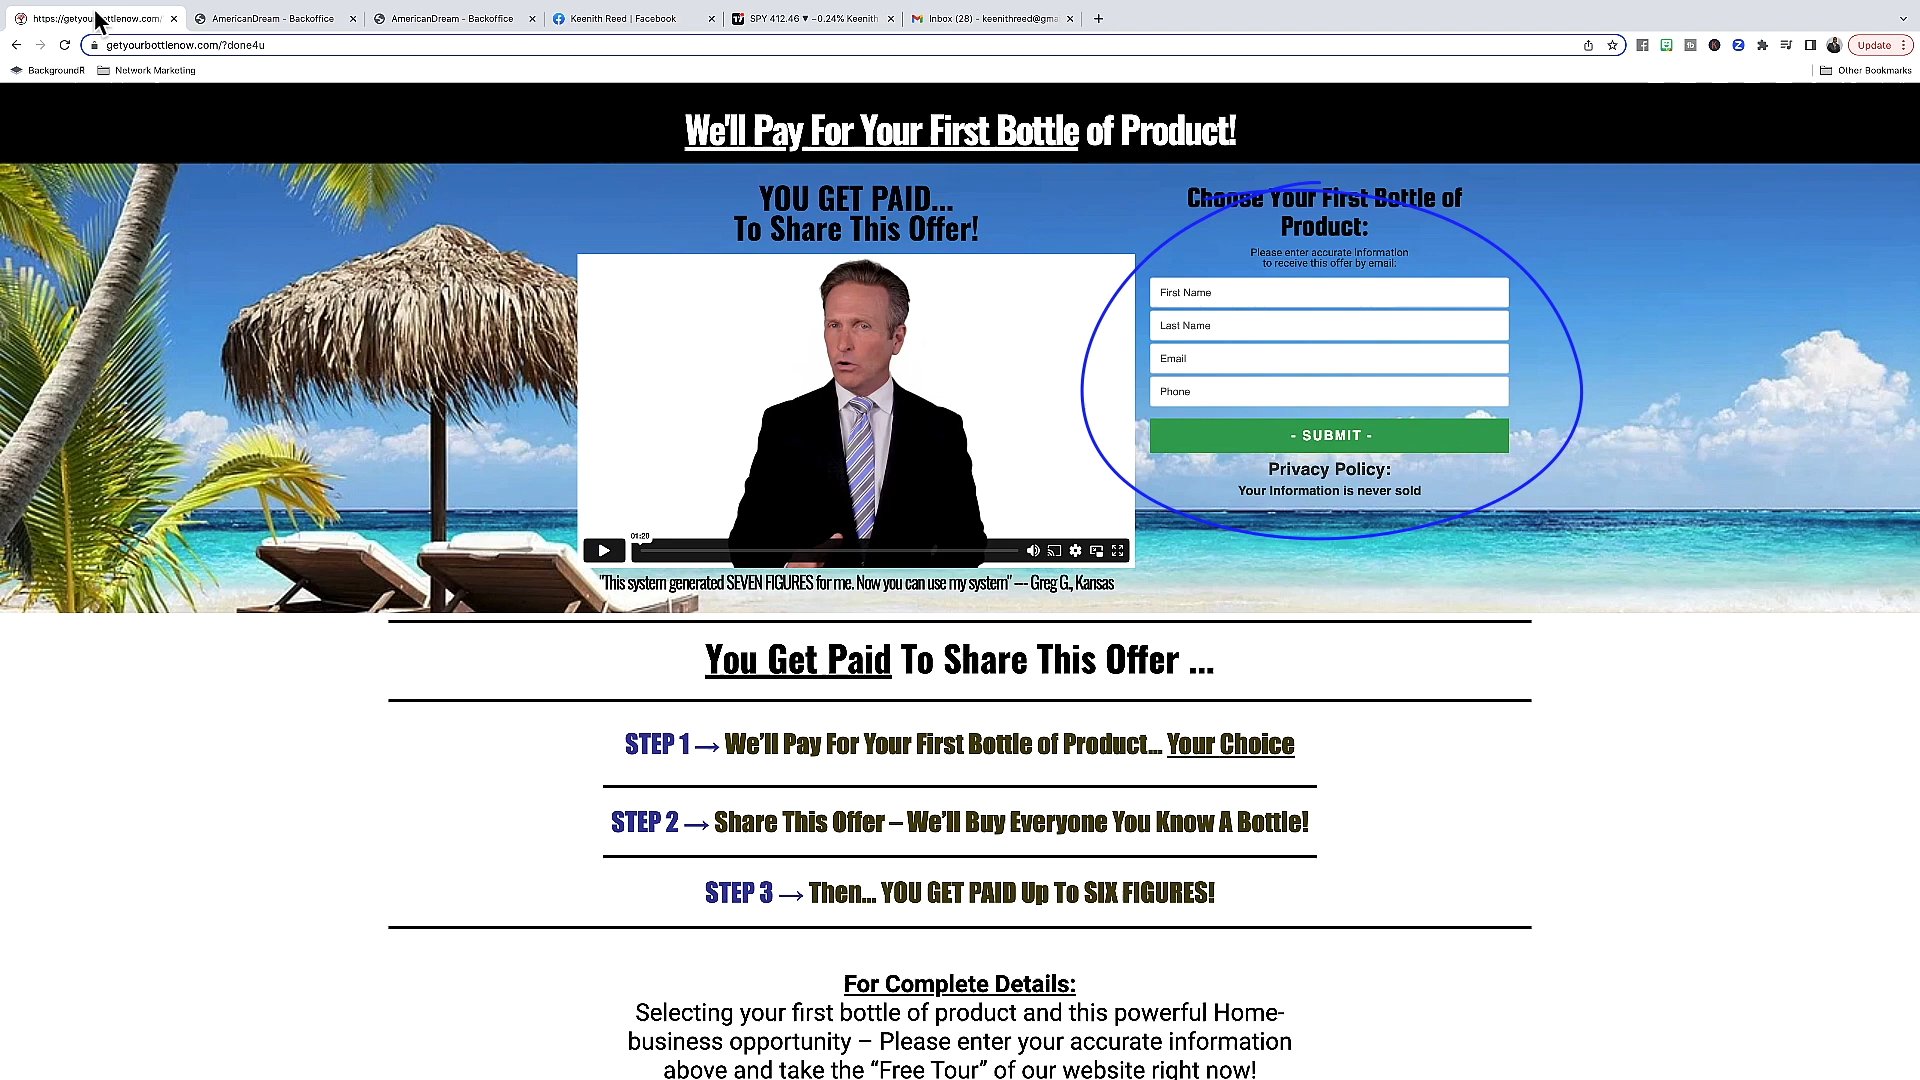 https://getyou bottlenow.com/
AmericanDream - Backoffice
AmericanDream - Backoffice
Keenith Reed | Facebook
SPY 412.46 ▼ −0.24% Keenith
Inbox (28) - keenithreed@gma
getyourbottlenow.com/?done4u
Update
BackgroundR
Network Marketing
Other Bookmarks
We'll Pay For Your First Bottle of Product!
YOU GET PAID...
To Share This Offer!
Choose Your First Bottle of
Product:
Please enter accurate information
to receive this offer by email:
First Name
Last Name
Email
Phone
- SUBMIT -
Privacy Policy:
Your Information is never sold
01:20
"This system generated SEVEN FIGURES for me. Now you can use my system" --- Greg G., Kansas
You Get Paid To Share This Offer ...
STEP 1 → We'll Pay For Your First Bottle of Product... Your Choice
STEP 2 → Share This Offer – We'll Buy Everyone You Know A Bottle!
STEP 3 → Then... YOU GET PAID Up To SIX FIGURES!
For Complete Details:
Selecting your first bottle of product and this powerful Home-
business opportunity – Please enter your accurate information
above and take the “Free Tour” of our website right now!